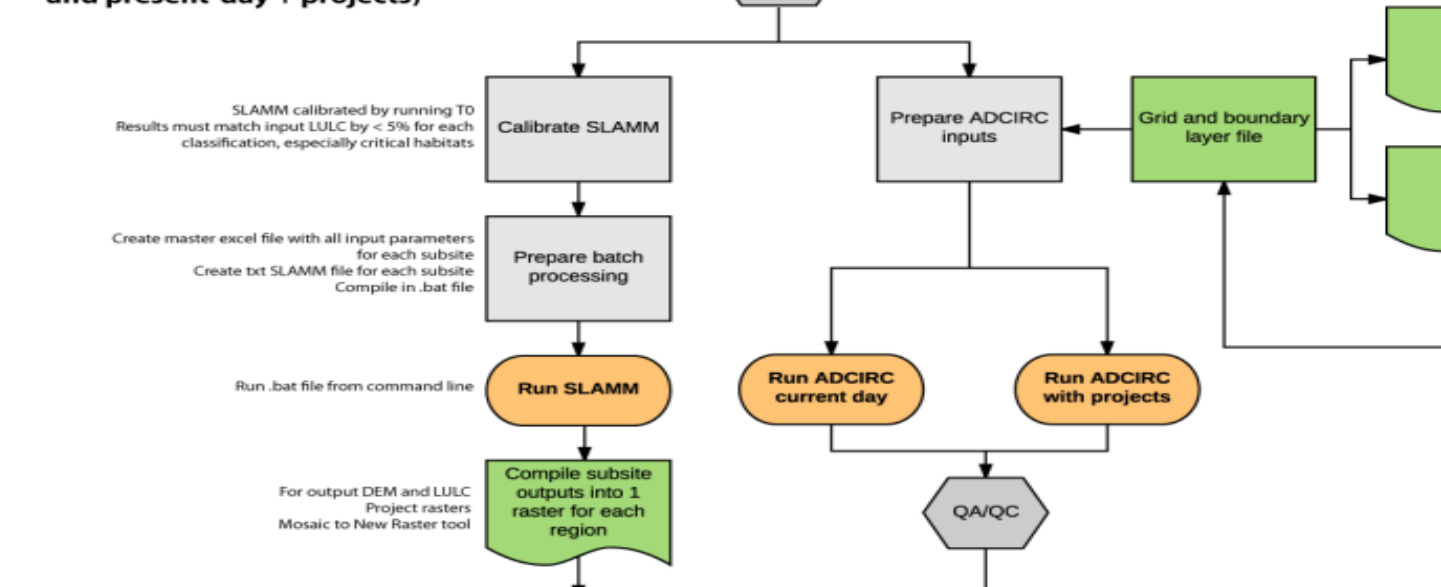 and present-day + projects)
SLAMM calibrated by running T0
Results must match input LULC by < 5% for each
classification, especially critical habitats
Calibrate SLAMM
Prepare ADCIRC
inputs
Grid and boundary
layer file
Create master excel file with all input parameters
for each subsite
Create txt SLAMM file for each subsite
Compile in .bat file
Prepare batch
processing
Run .bat file from command line
Run SLAMM
Run ADCIRC
current day
Run ADCIRC
with projects
For output DEM and LULC
Project rasters
Mosaic to New Raster tool
Compile subsite
outputs into 1
raster for each
region
QA/QC